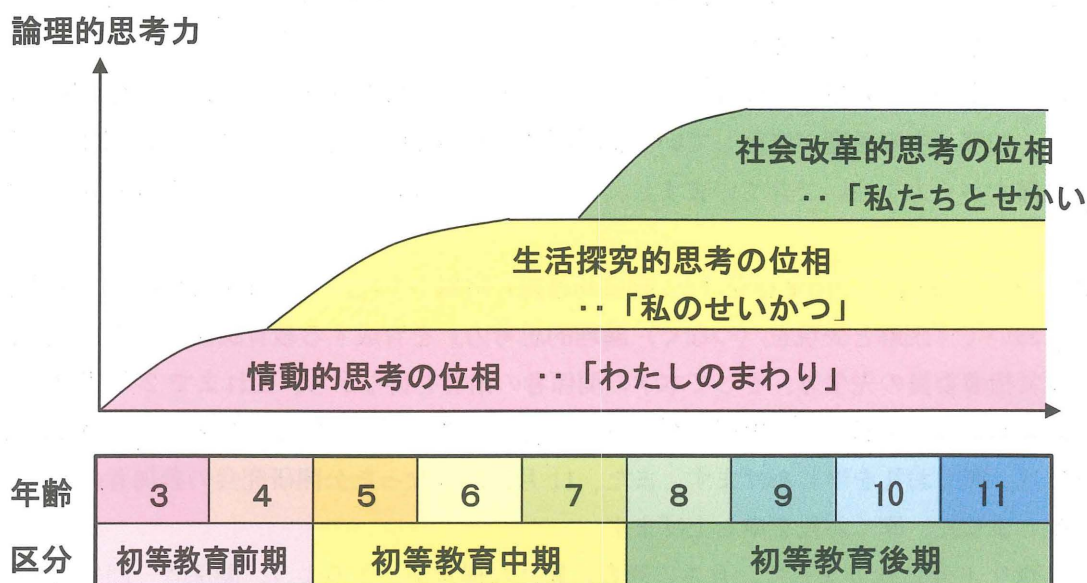 論理的思考力
社会改革的思考の位相
‥「私たちとせかい
生活探究的思考の位相
‥「私のせいかつ」
情動的思考の位相 ‥「わたしのまわり」
年齢 3 4 5 6 7 8 9 10 11
区分 初等教育前期 初等教育中期 初等教育後期